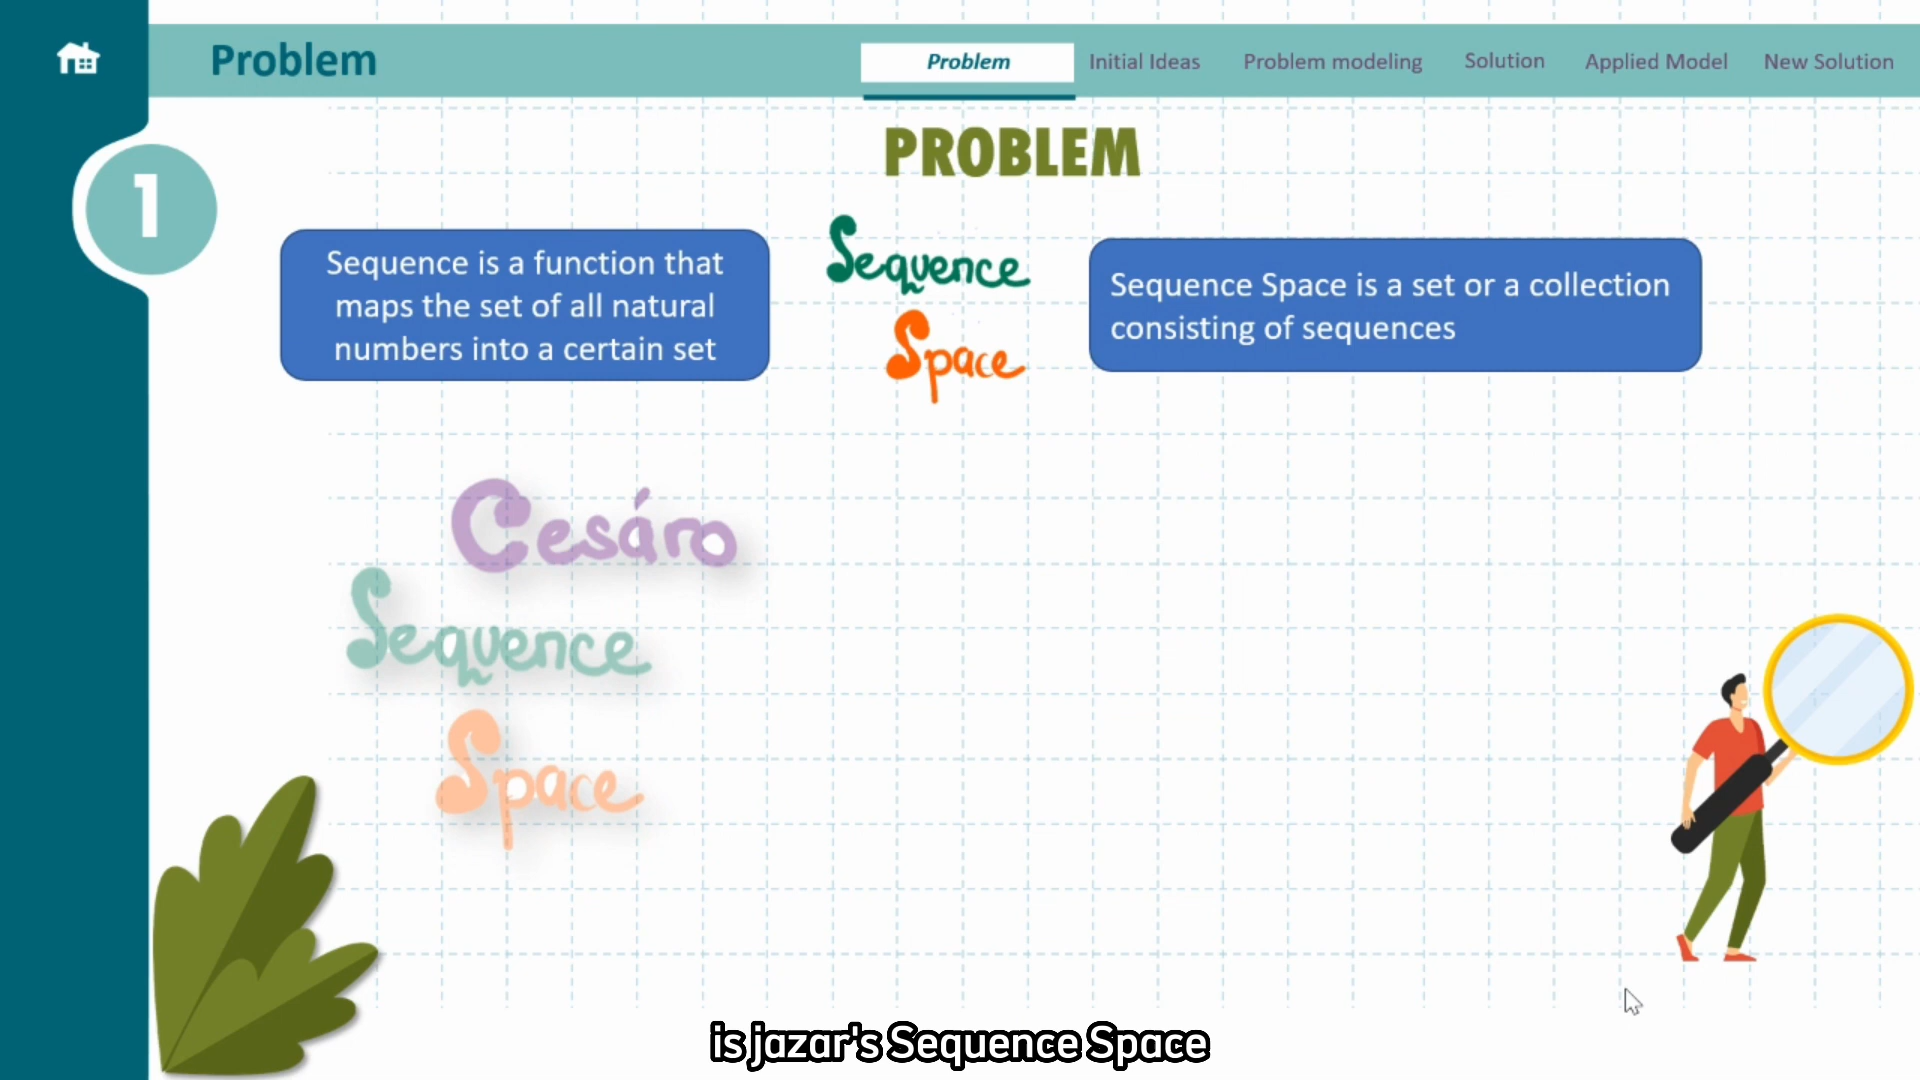 Problem
Problem
Initial Ideas
Problem modeling
Solution
Applied Model
New Solution
1
PROBLEM
Sequence is a function that
maps the set of all natural
numbers into a certain set
Sequence
Space
Sequence Space is a set or a collection
consisting of sequences
Cesáro
Sequence
Space
is jazar's Sequence Space